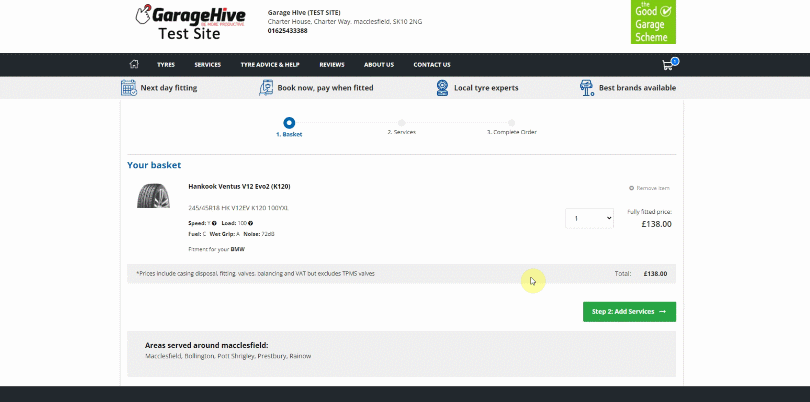 GarageHive
BE MORE PRODUCTIVE
Test Site
Garage Hive (TEST SITE)
Charter House, Charter Way, macclesfield, SK10 2NG
01625433388
the
Good
Garage
Scheme
TYRES SERVICES TYRE ADVICE & HELP REVIEWS ABOUT US CONTACT US 1
Next day fitting Book now, pay when fitted Local tyre experts Best brands available
1. Basket 2. Services 3. Complete Order
Your basket
Hankook Ventus V12 Evo2 (K120) Remove item
245/45R18 HK V12EV K120 100YXL
Speed: Y Load: 100
Fuel: C Wet Grip: A Noise: 72dB
Fitment for your BMW
1
Fully fitted price:
£138.00
*Prices include casing disposal, fitting, valves, balancing and VAT but excludes TPMS valves Total: £138.00
Step 2: Add Services →
Areas served around macclesfield:
Macclesfield, Bollington, Pott Shrigley, Prestbury, Rainow